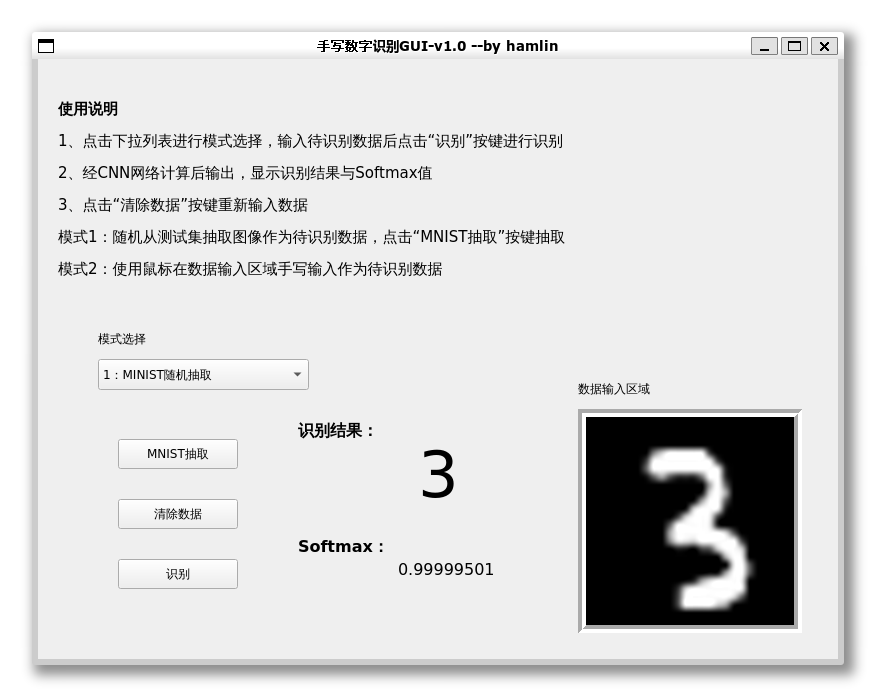 手写数字识别GUI-v1.0 --by hamlin
使用说明
1、点击下拉列表进行模式选择，输入待识别数据后点击“识别”按键进行识别
2、经CNN网络计算后输出，显示识别结果与Softmax值
3、点击“清除数据”按键重新输入数据
模式1：随机从测试集抽取图像作为待识别数据，点击“MNIST抽取”按键抽取
模式2：使用鼠标在数据输入区域手写输入作为待识别数据
模式选择
1：MINIST随机抽取
数据输入区域
识别结果：
MNIST抽取
3
清除数据
Softmax：
0.99999501
识别
3